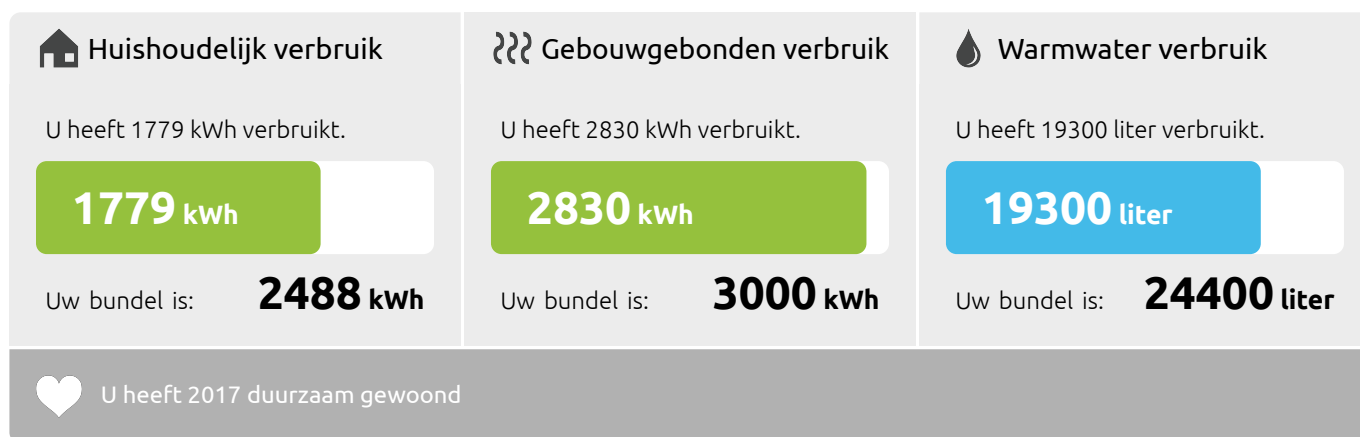 Huishoudelijk verbruik
U heeft 1779 kWh verbruikt.
1779 kWh
Uw bundel is: 2488 kWh
Gebouwgebonden verbruik
U heeft 2830 kWh verbruikt.
2830 kWh
Uw bundel is: 3000 kWh
Warmwater verbruik
U heeft 19300 liter verbruikt.
19300 liter
Uw bundel is: 24400 liter
U heeft 2017 duurzaam gewoond